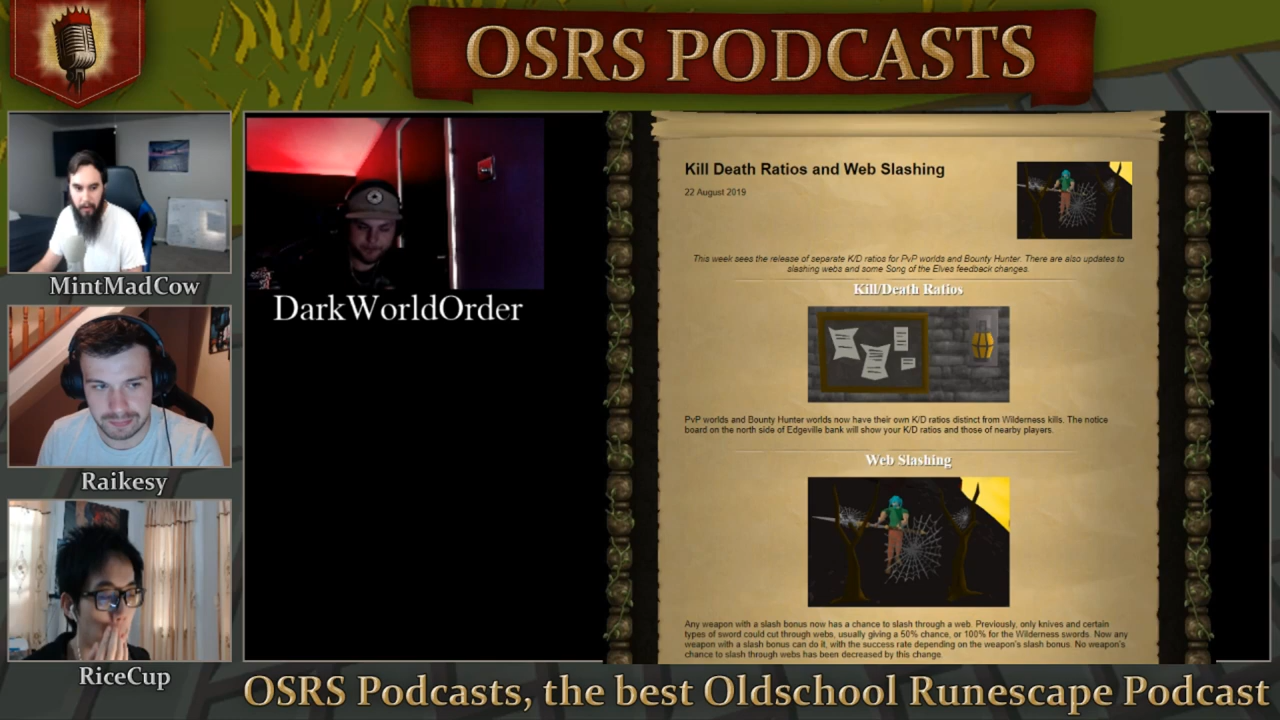 OSRS PODCASTS
MintMadCow
Raikesy
RiceCup
DarkWorldOrder
Kill Death Ratios and Web Slashing
22 August 2019
This week sees the release of separate K/D ratios for PvP worlds and Bounty Hunter. There are also updates to
slashing webs and some Song of the Elves feedback changes.
Kill/Death Ratios
PvP worlds and Bounty Hunter worlds now have their own K/D ratios distinct from Wilderness kills. The notice
board on the north side of Edgeville bank will show your K/D ratios and those of nearby players.
Web Slashing
Any weapon with a slash bonus now has a chance to slash through a web. Previously, only knives and certain
types of sword could cut through webs, usually giving a 50% chance, or 100% for the Wilderness swords. Now any
weapon with a slash bonus can do it, with the success rate depending on the weapon's slash bonus. No weapon's
chance to slash through webs has been decreased by this change.
OSRS Podcasts, the best Oldschool Runescape Podcast